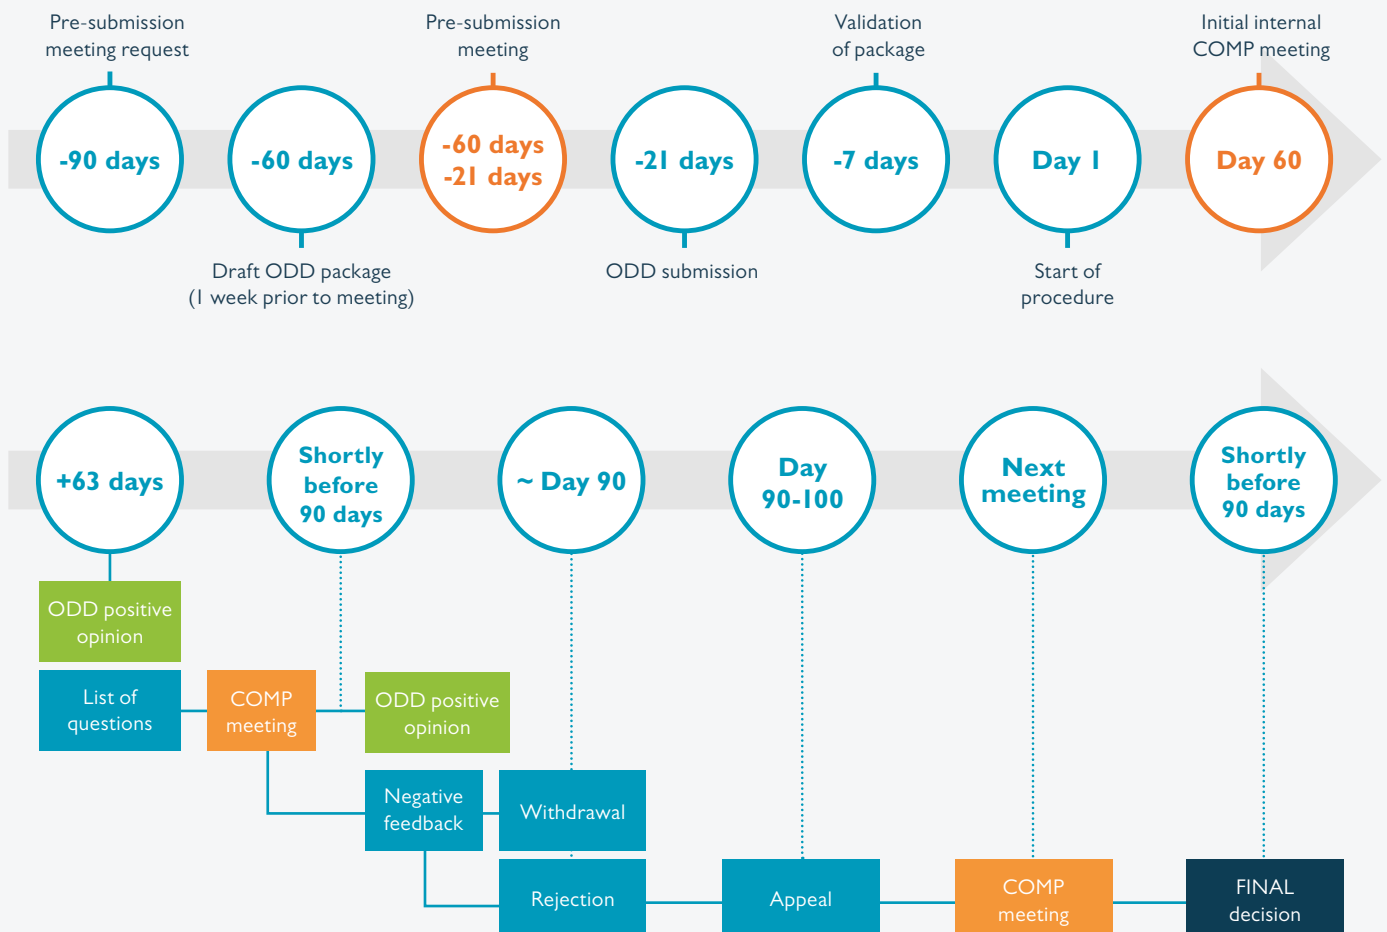 Pre-submission
meeting request
Pre-submission
meeting
Validation
of package
Initial internal
COMP meeting
-90 days
-60 days
-60 days
-21 days
-21 days
-7 days
Day 1
Day 60
Draft ODD package
(1 week prior to meeting)
ODD submission
Start of
procedure
+63 days
Shortly
before
90 days
~ Day 90
Day
90-100
Next
meeting
Shortly
before
90 days
ODD positive
opinion
List of
questions
COMP
meeting
ODD positive
opinion
Negative
feedback
Withdrawal
Rejection
Appeal
COMP
meeting
FINAL
decision